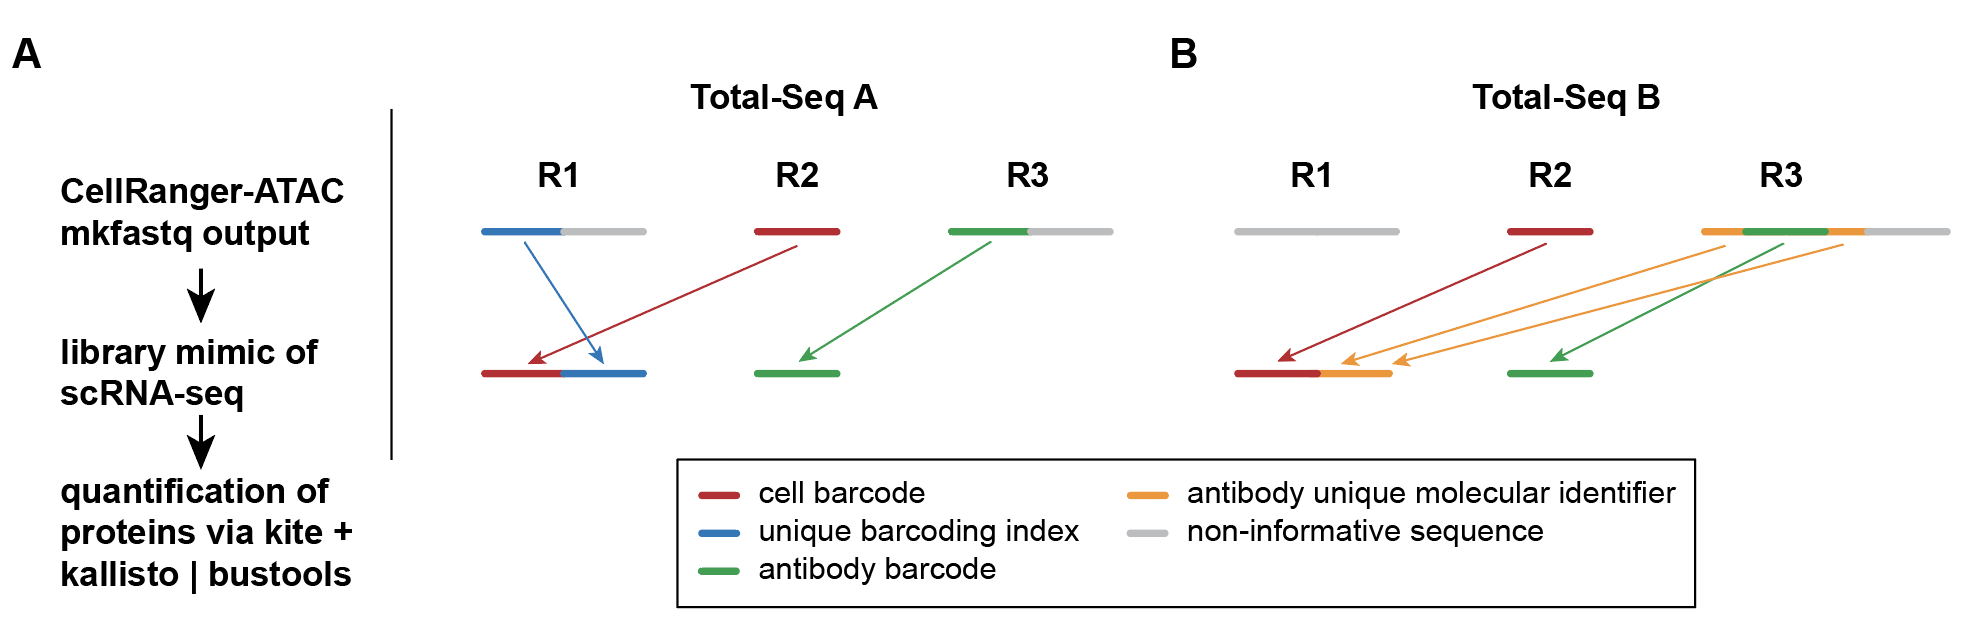 A
B
Total-Seq A
Total-Seq B
R1
R2
R3
R1
R2
R3
CellRanger-ATAC
mkfastq output
library mimic of
scRNA-seq
quantification of
proteins via kite +
kallisto | bustools
cell barcode
unique barcoding index
antibody barcode
antibody unique molecular identifier
non-informative sequence